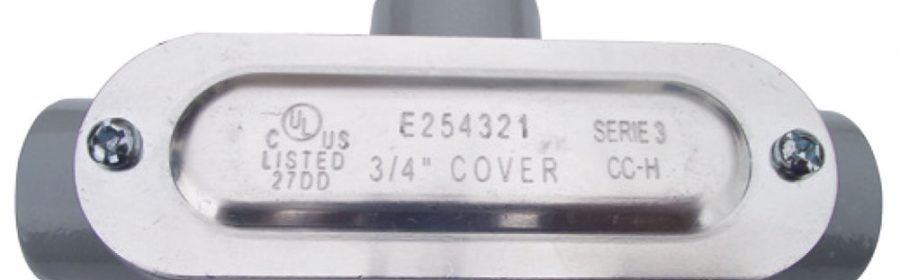 UL
C US
LISTED
27DD
E254321
3/4" COVER
SERIE 3
CC-H